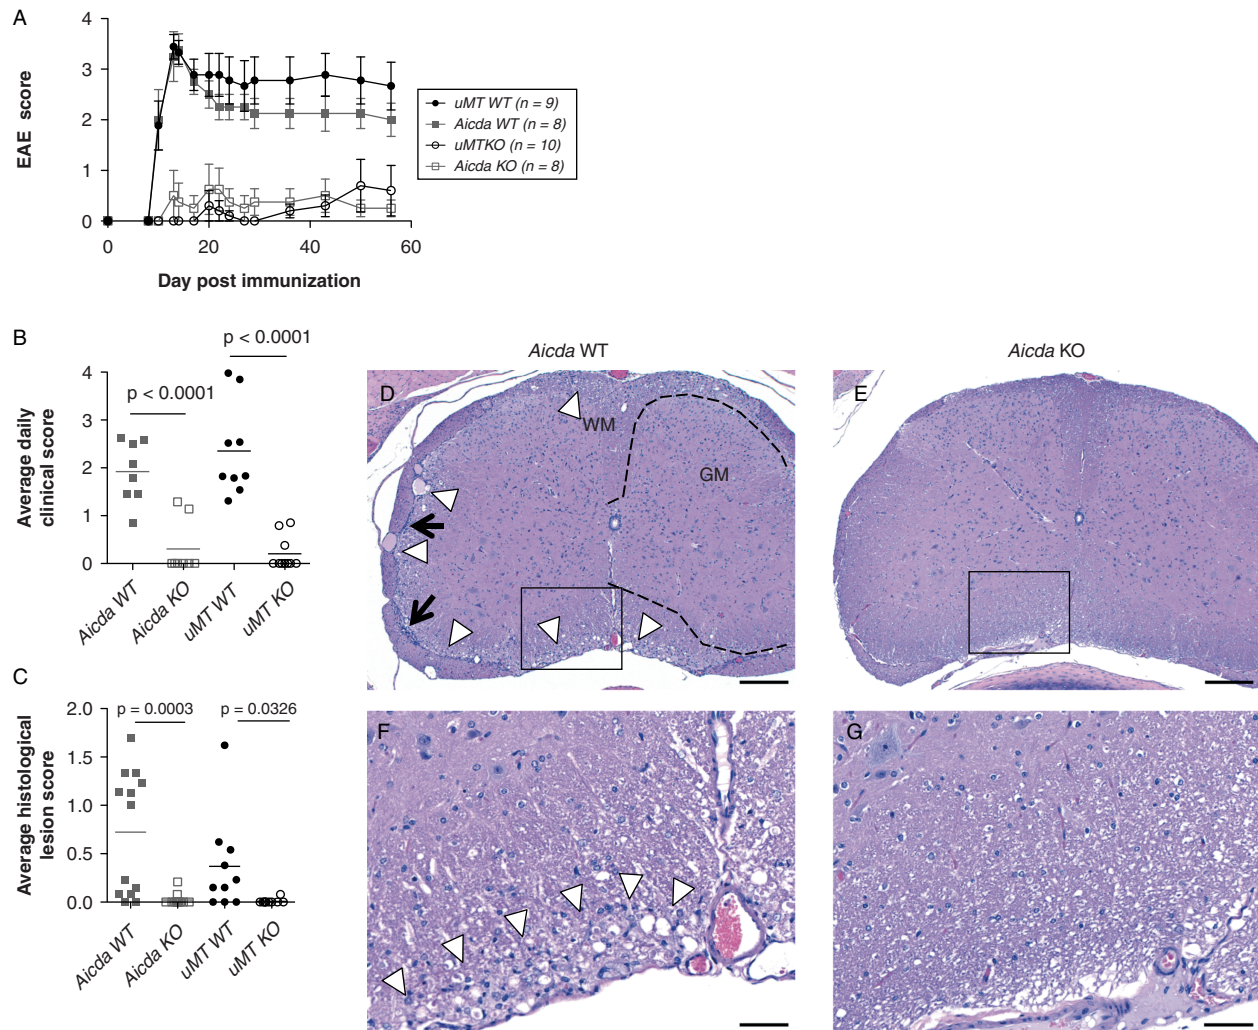 A
EAE score
4
3
2
1
0
0
20
40
60
Day post immunization
uMT WT (n = 9)
Aicda WT (n = 8)
uMTKO (n = 10)
Aicda KO (n = 8)
B
Average daily
clinical score
4
3
2
1
0
p < 0.0001
p < 0.0001
Aicda WT
Aicda KO
uMT WT
uMT KO
C
Average histological
lesion score
2.0
1.5
1.0
0.5
0.0
p = 0.0003
p = 0.0326
Aicda WT
Aicda KO
uMT WT
uMT KO
Aicda WT
Aicda KO
D
WM
GM
E
F
G